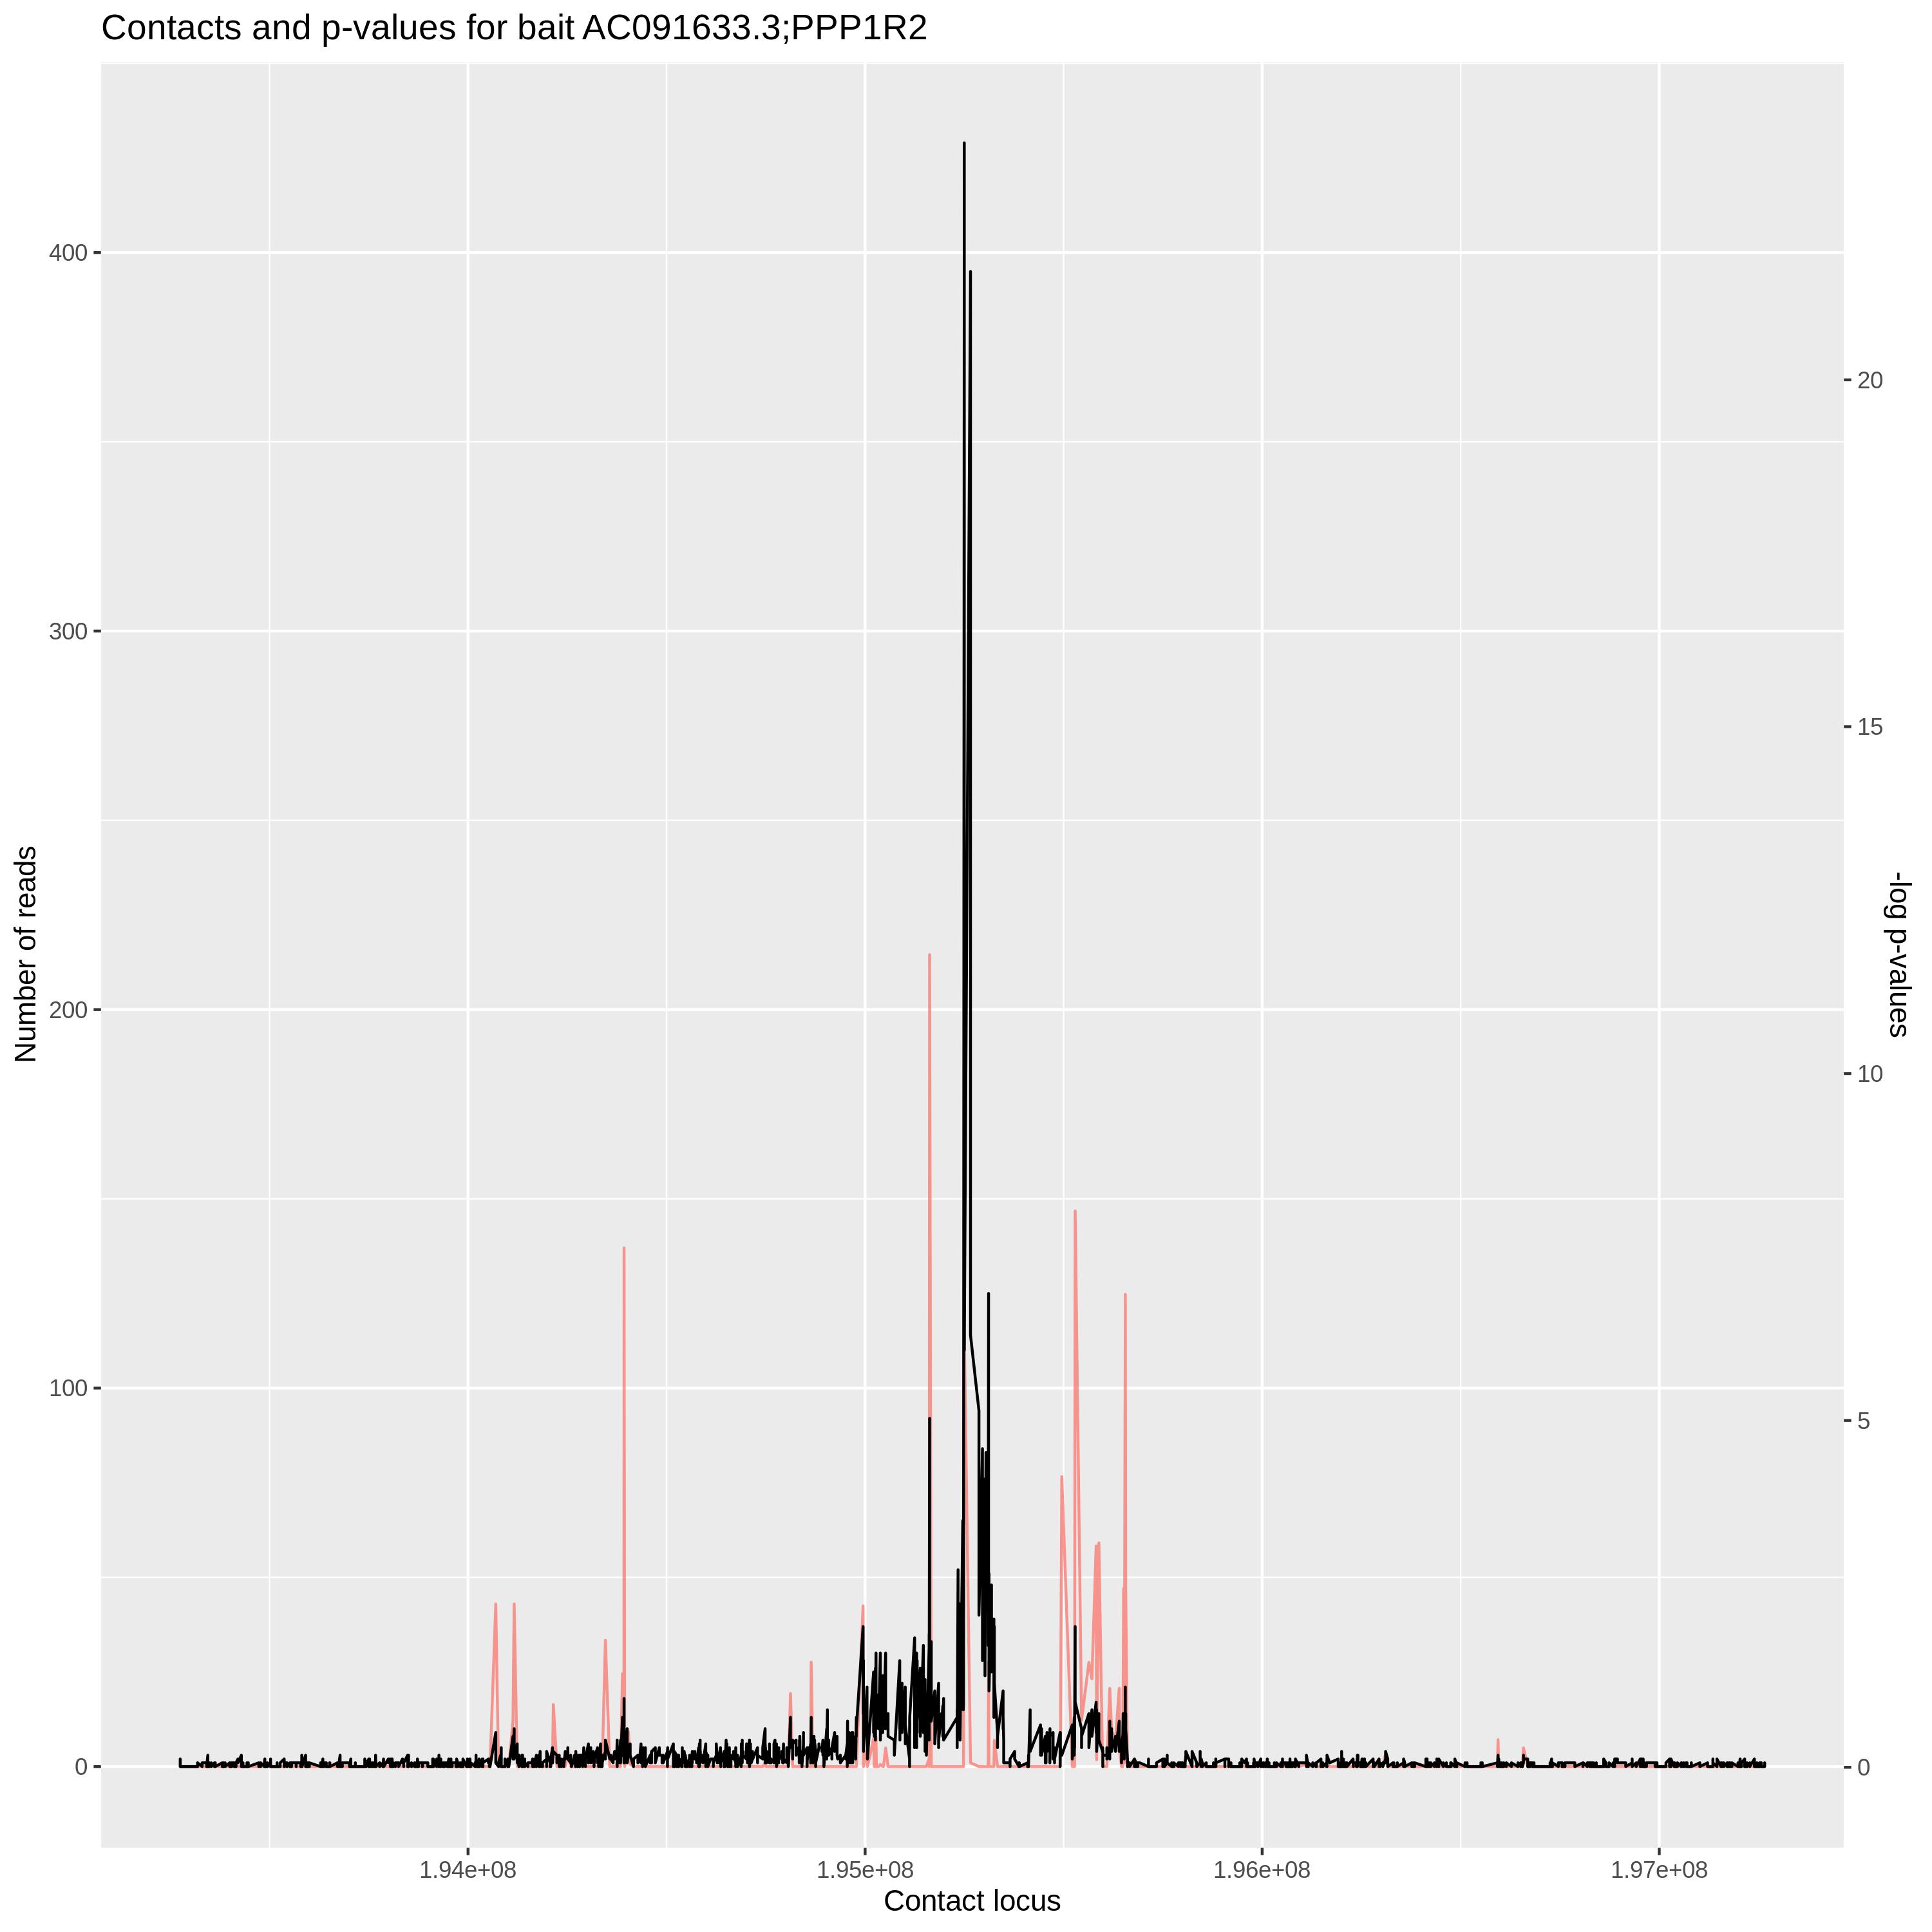 Contacts and p-values for bait AC091633.3;PPP1R2
400
300
200
100
0
Number of reads
20
15
10
5
0
-log p-values
1.94e+08
1.95e+08
1.96e+08
1.97e+08
Contact locus